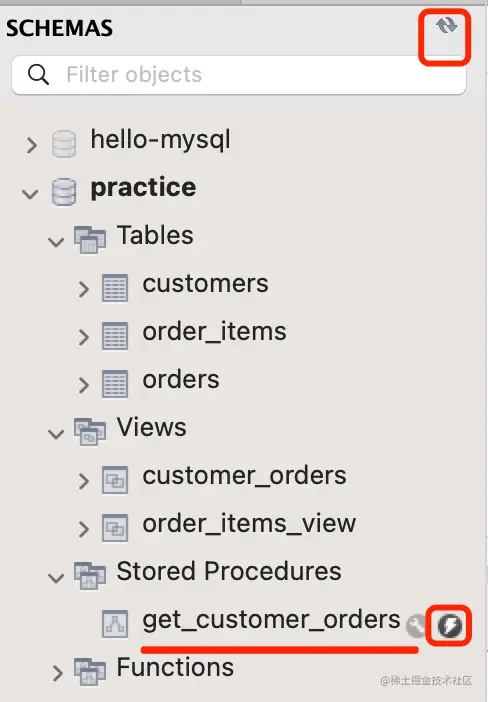 SCHEMAS
Filter objects
hello-mysql
practice
Tables
customers
order_items
orders
Views
customer_orders
order_items_view
Stored Procedures
get_customer_orders
Functions
@稀土掘金技术社区